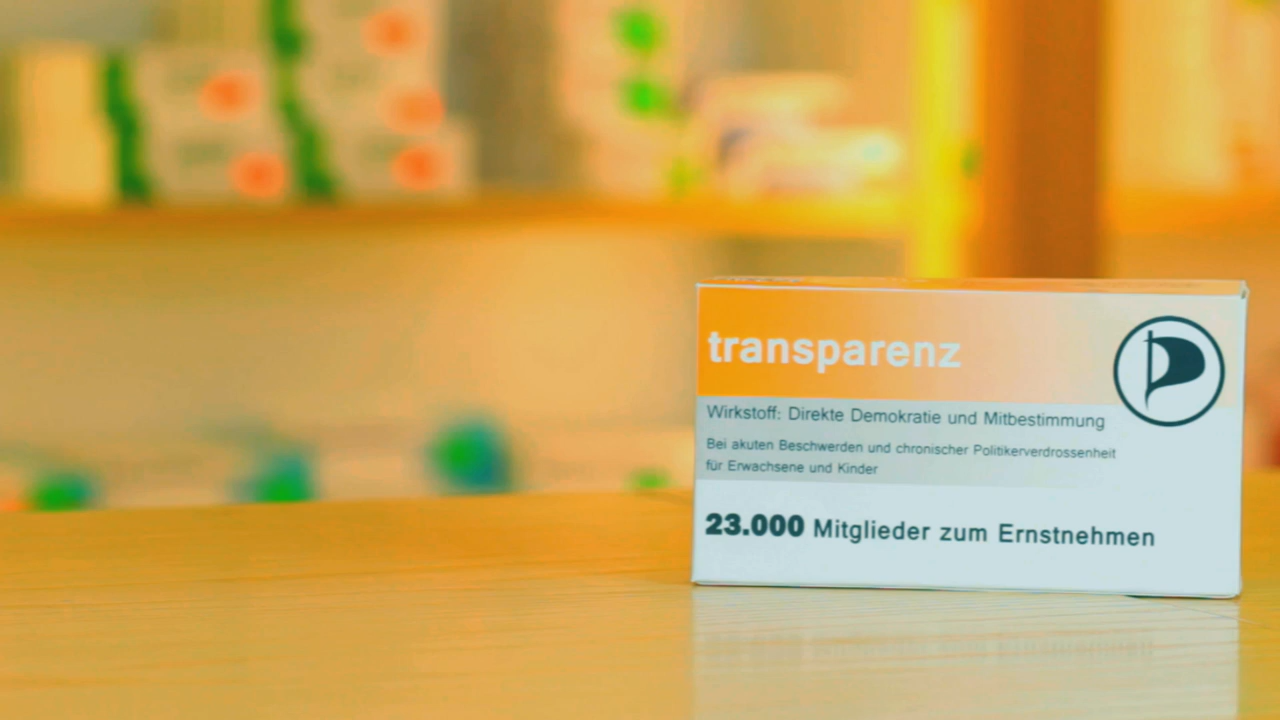 transparenz
Wirkstoff: Direkte Demokratie und Mitbestimmung
Bei akuten Beschwerden und chronischer Politikerverdrossenheit
für Erwachsene und Kinder
23.000 Mitglieder zum Ernstnehmen